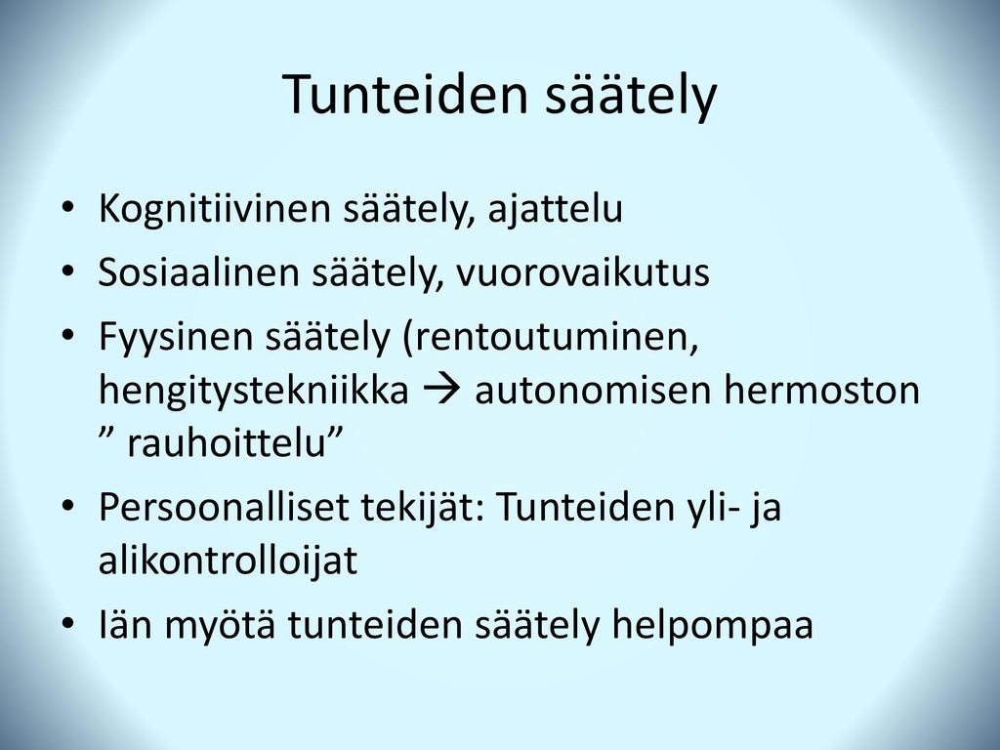 Tunteiden säätely
• Kognitiivinen säätely, ajattelu
• Sosiaalinen säätely, vuorovaikutus
• Fyysinen säätely (rentoutuminen,
hengitystekniikka → autonomisen hermoston
” rauhoittelu”
• Persoonalliset tekijät: Tunteiden yli- ja
alikontrolloijat
• Iän myötä tunteiden säätely helpompaa